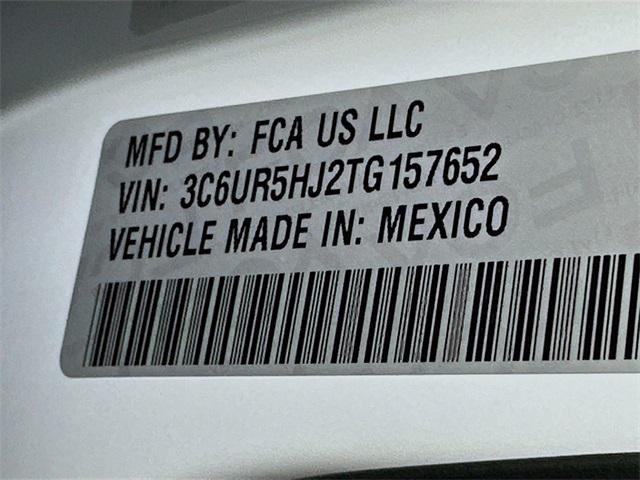 MFD BY: FCA US LLC
VIN: 3C6UR5HJ2TG157652
VEHICLE MADE IN: MEXICO